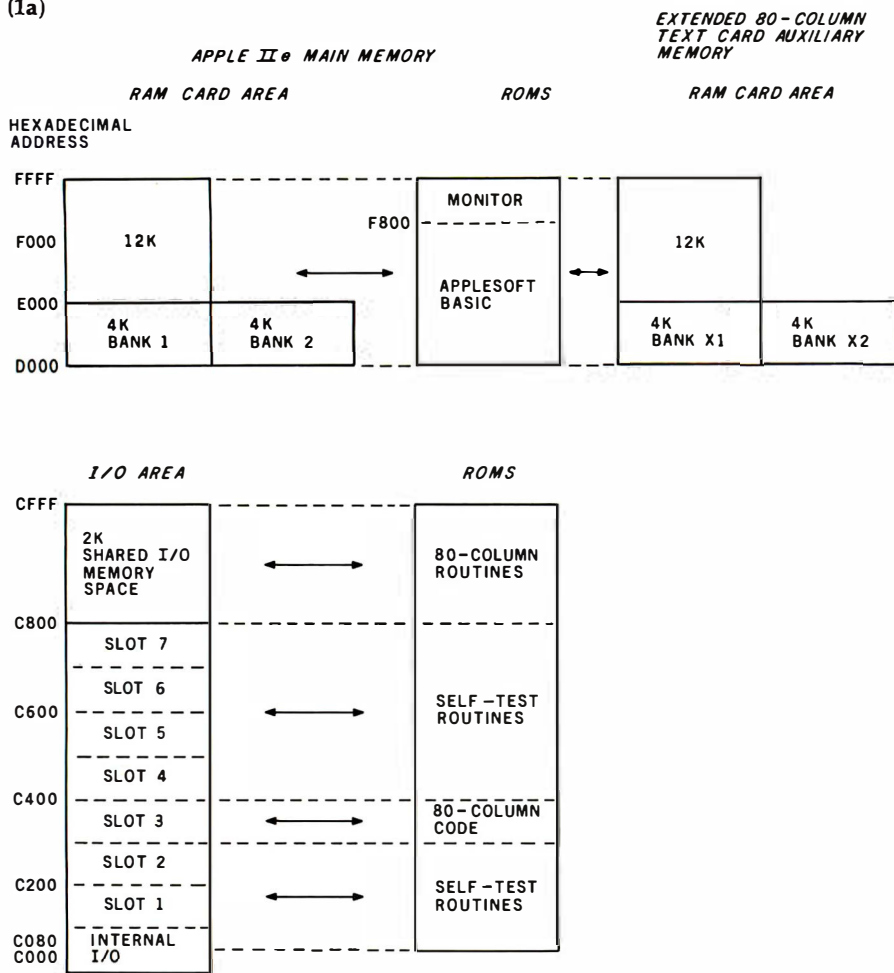 (1a)
EXTENDED 80-COLUMN
TEXT CARD AUXILIARY
MEMORY
APPLE IIe MAIN MEMORY
RAM CARD AREA
ROMS
RAM CARD AREA
HEXADECIMAL
ADDRESS
FFFF
MONITOR
F800
F000
12K
12K
APPLESOFT
BASIC
E000
4K
BANK 1
4K
BANK 2
4K
BANK X1
4K
BANK X2
D000
I/O AREA
ROMS
CFFF
2K
SHARED I/O
MEMORY
SPACE
80-COLUMN
ROUTINES
C800
SLOT 7
SLOT 6
C600
SELF-TEST
ROUTINES
SLOT 5
SLOT 4
C400
SLOT 3
80-COLUMN
CODE
SLOT 2
C200
SELF-TEST
ROUTINES
SLOT 1
C080
C000
INTERNAL
I/O